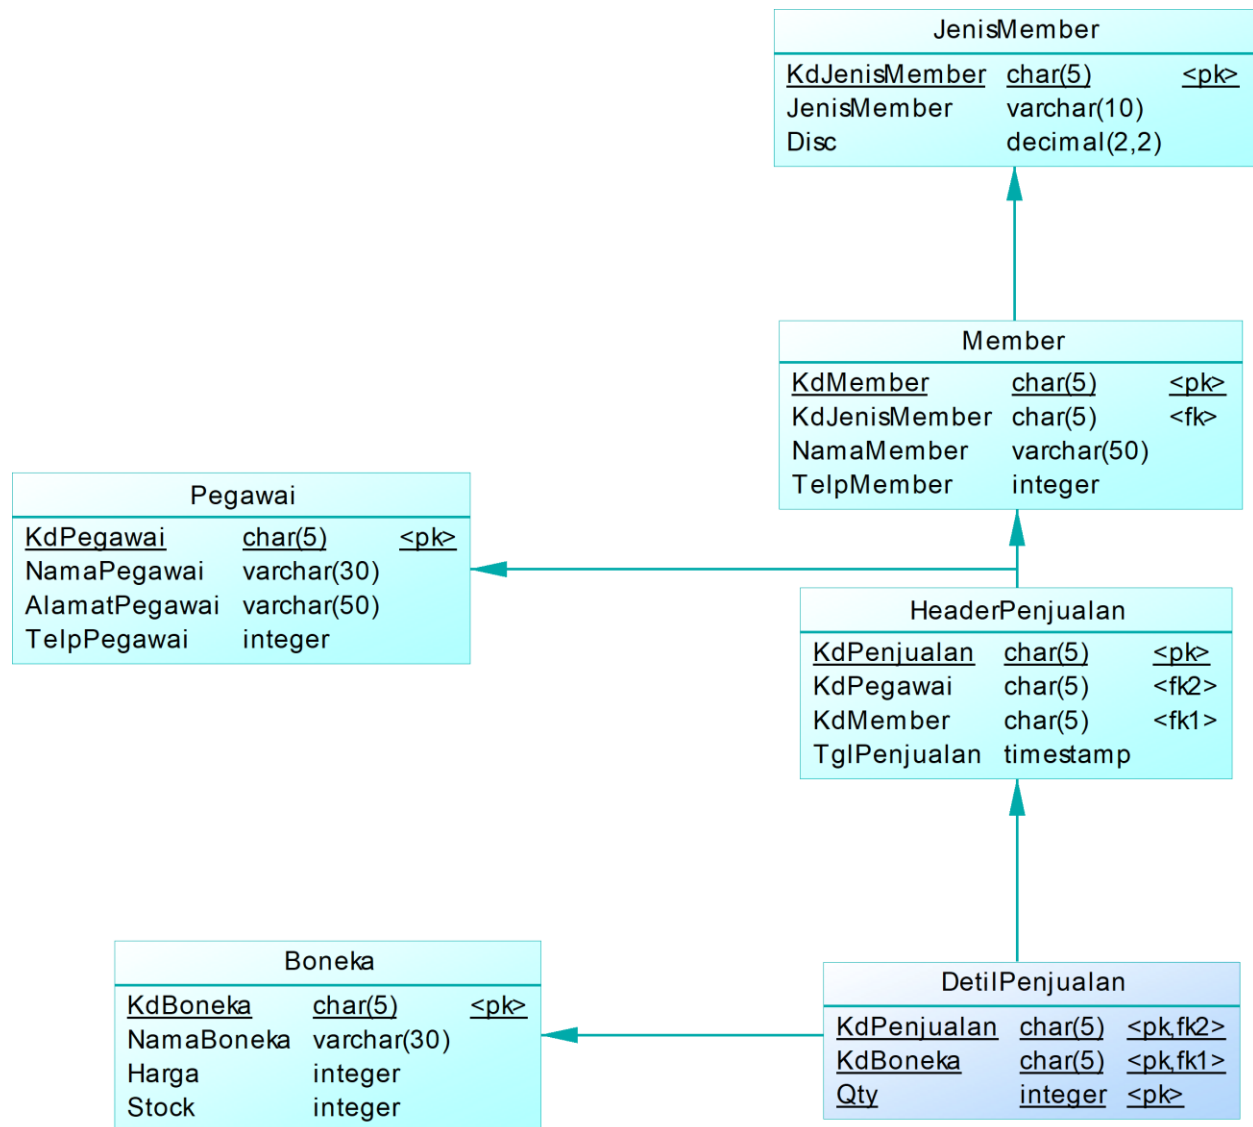 JenisMember
KdJenisMember char(5) <pk>
JenisMember varchar(10)
Disc decimal(2,2)
Member
KdMember char(5) <pk>
KdJenisMember char(5) <fk>
NamaMember varchar(50)
TelpMember integer
Pegawai
KdPegawai char(5) <pk>
NamaPegawai varchar(30)
AlamatPegawai varchar(50)
TelpPegawai integer
HeaderPenjualan
KdPenjualan char(5) <pk>
KdPegawai char(5) <fk2>
KdMember char(5) <fk1>
TglPenjualan timestamp
Boneka
KdBoneka char(5) <pk>
NamaBoneka varchar(30)
Harga integer
Stock integer
DetilPenjualan
KdPenjualan char(5) <pk,fk2>
KdBoneka char(5) <pk,fk1>
Qty integer <pk>